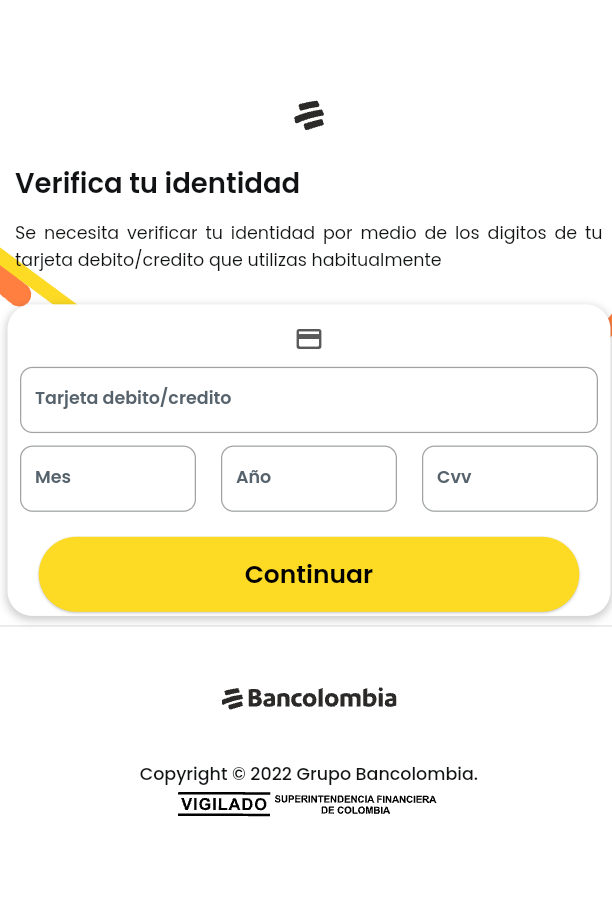 Verifica tu identidad
Se necesita verificar tu identidad por medio de los digitos de tu
tarjeta debito/credito que utilizas habitualmente
Tarjeta debito/credito
Mes Año Cvv
Continuar
Bancolombia
Copyright © 2022 Grupo Bancolombia.
VIGILADO SUPERINTENDENCIA FINANCIERA
DE COLOMBIA